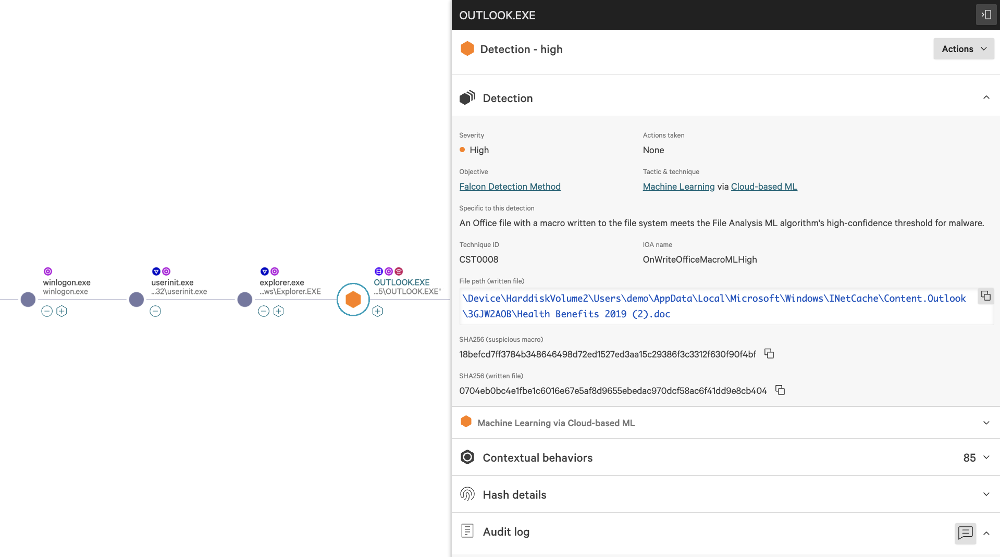 OUTLOOK.EXE
Detection - high
Actions
Detection
Severity
High
Actions taken
None
Objective
Falcon Detection Method
Tactic & technique
Machine Learning via Cloud-based ML
Specific to this detection
An Office file with a macro written to the file system meets the File Analysis ML algorithm's high-confidence threshold for malware.
Technique ID
CST0008
IOA name
OnWriteOfficeMacroMLHigh
File path (written file)
\Device\HarddiskVolume2\Users\demo\AppData\Local\Microsoft\Windows\INetCache\Content.Outlook
\3GJW2AOB\Health Benefits 2019 (2).doc
SHA256 (suspicious macro)
18befcd7ff3784b348646498d72ed1527ed3aa15c29386f3c3312f630f90f4bf
SHA256 (written file)
0704eb0bc4e1fbe1c6016e67e5af8d9655ebedac970dcf58ac6f41dd9e8cb404
Machine Learning via Cloud-based ML
Contextual behaviors
85
Hash details
Audit log
winlogon.exe
winlogon.exe
userinit.exe
...32\userinit.exe
explorer.exe
...ws\Explorer.EXE
OUTLOOK.EXE
...5\OUTLOOK.EXE"